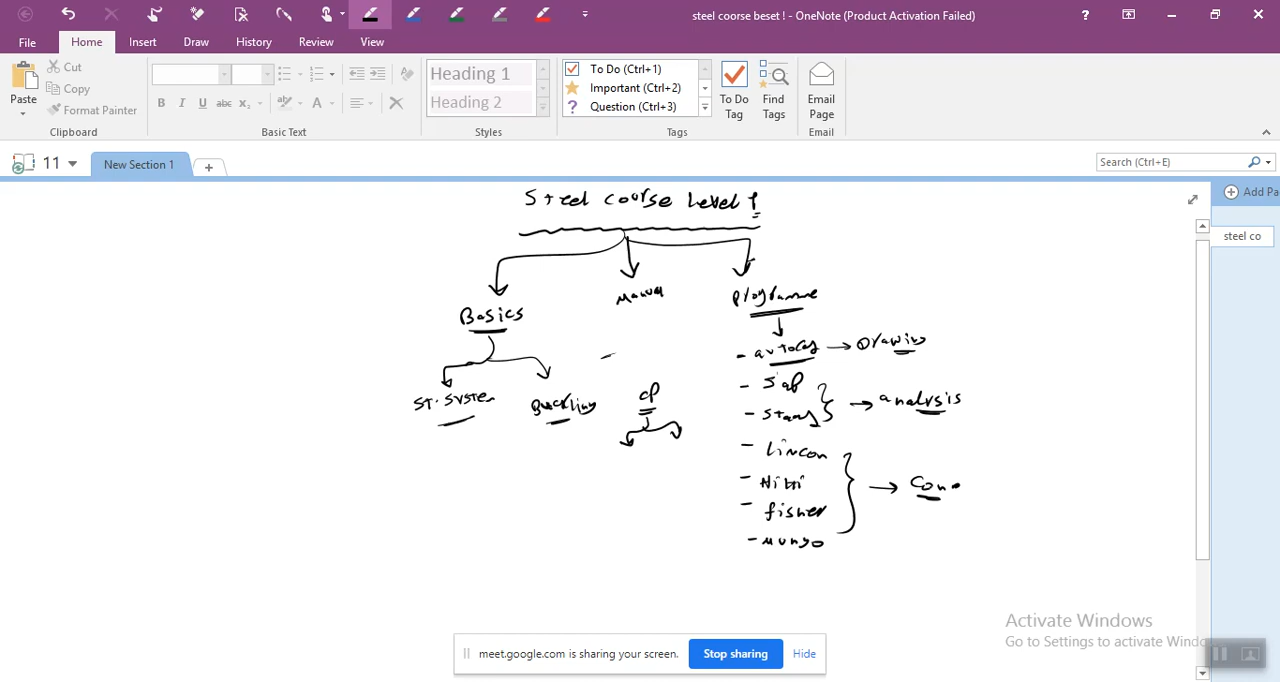 steel coorse beset ! - OneNote (Product Activation Failed)
File Home Insert Draw History Review View
Paste
Cut
Copy
Format Painter
Clipboard
Basic Text
Heading 1
Heading 2
Styles
To Do (Ctrl+1)
Important (Ctrl+2)
Question (Ctrl+3)
Tags
To Do Tag
Find Tags
Email Page
Email
11 New Section 1
Search (Ctrl+E)
Add Pa
steel co
Steel course Level 1
Basics
Manual
Programme
ST. System
Buckling
- autocad → Drawing
- Sap
- Staad
→ analysis
- Limcon
- Hilti
- fisher
→ Conn
meet.google.com is sharing your screen. Stop sharing Hide
Activate Windows
Go to Settings to activate Windo